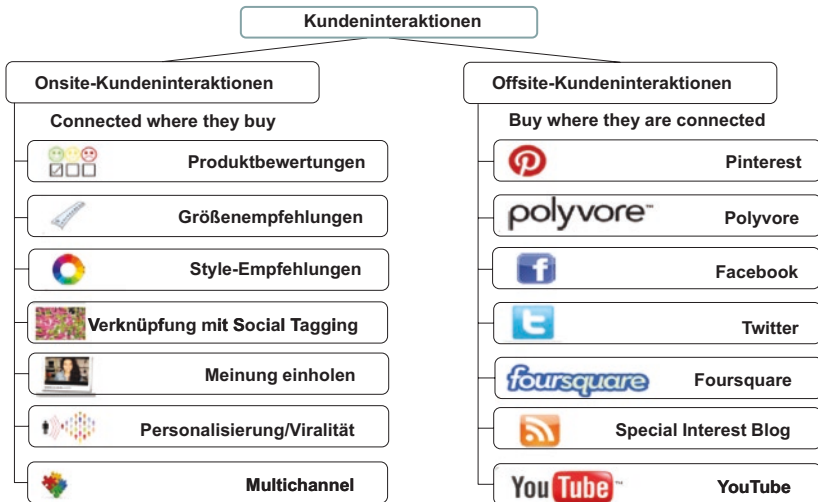 Kundeninteraktionen
Onsite-Kundeninteraktionen
Connected where they buy
Produktbewertungen
Größenempfehlungen
Style-Empfehlungen
Verknüpfung mit Social Tagging
Meinung einholen
Personalisierung/Viralität
Multichannel
Offsite-Kundeninteraktionen
Buy where they are connected
Pinterest
polyvore™ Polyvore
Facebook
Twitter
foursquare Foursquare
Special Interest Blog
You Tube™ YouTube